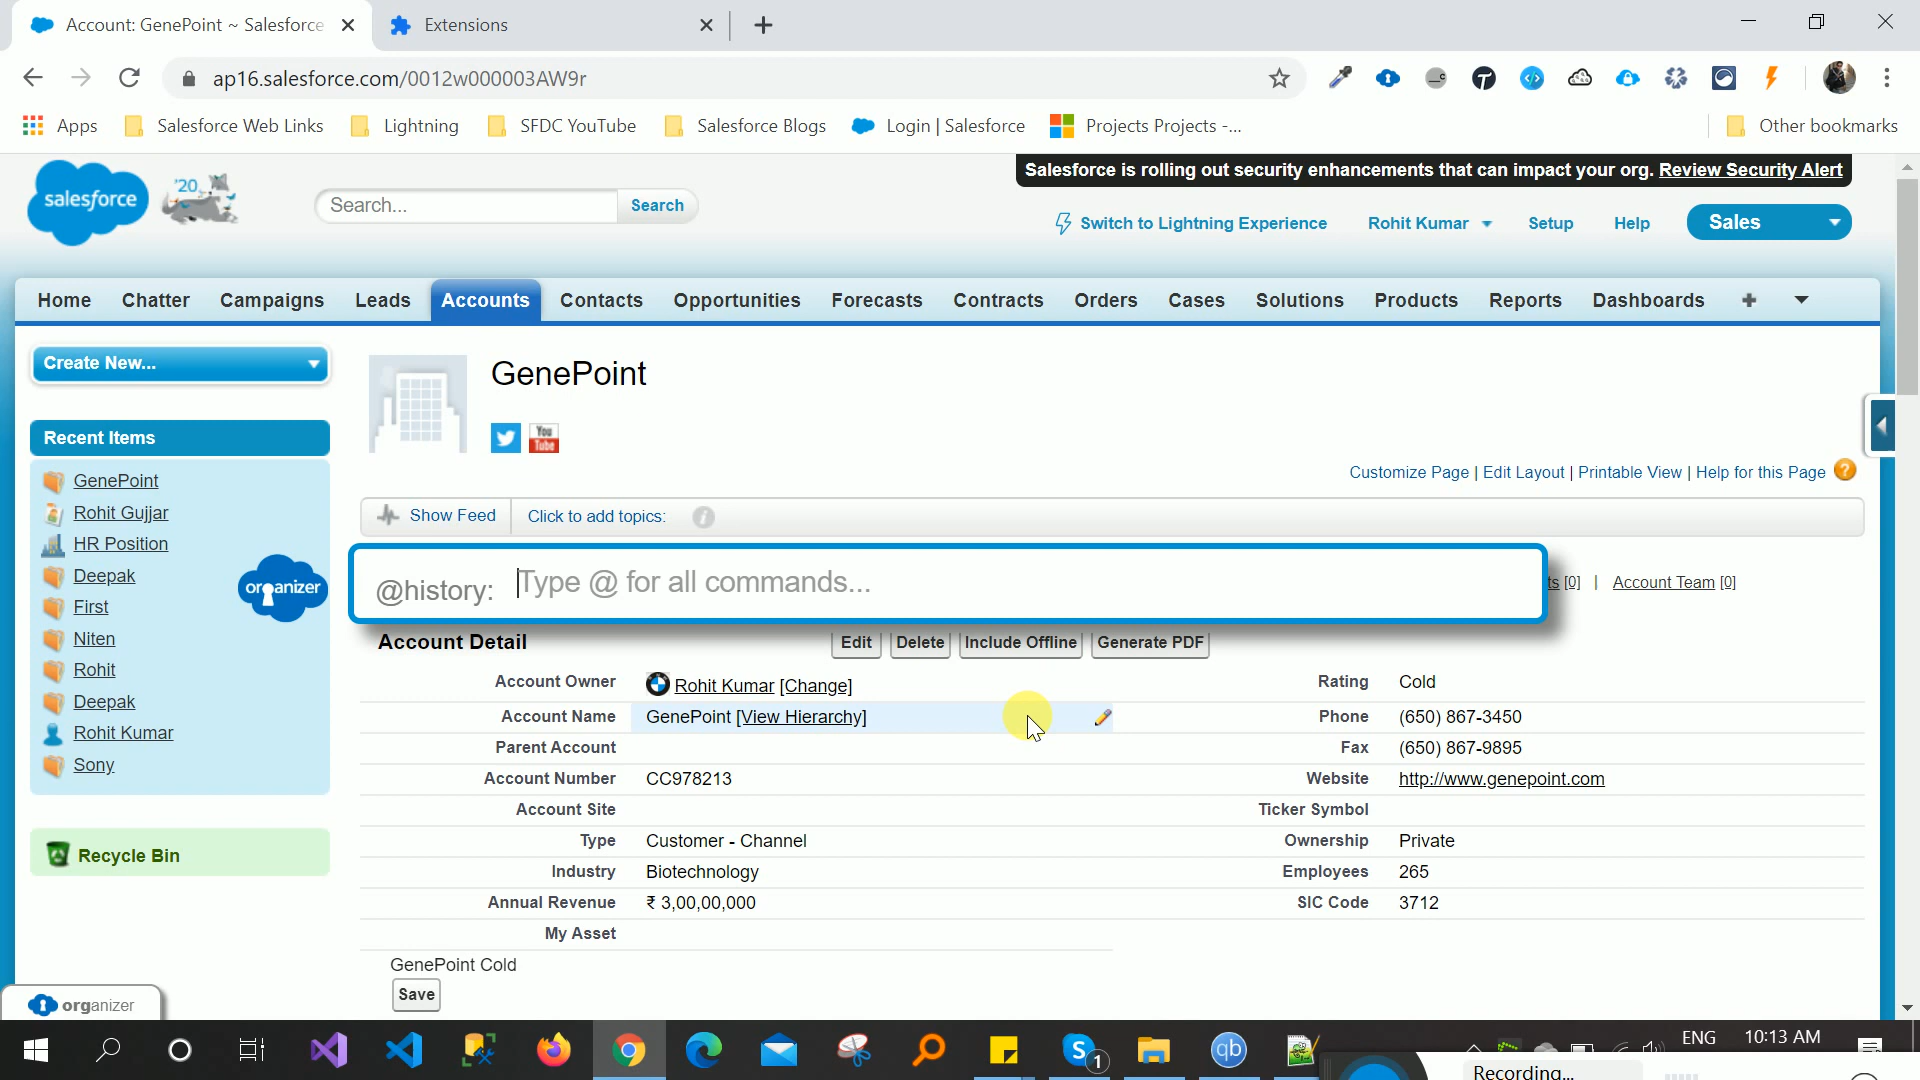 Account: GenePoint ~ Salesforce
Extensions
ap16.salesforce.com/0012w000003AW9r
Apps
Salesforce Web Links
Lightning
SFDC YouTube
Salesforce Blogs
Login | Salesforce
Projects Projects -...
Other bookmarks
salesforce
'20
Search...
Search
Salesforce is rolling out security enhancements that can impact your org. Review Security Alert
Switch to Lightning Experience
Rohit Kumar
Setup
Help
Sales
Home Chatter Campaigns Leads Accounts Contacts Opportunities Forecasts Contracts Orders Cases Solutions Products Reports Dashboards
Create New...
Recent Items
GenePoint
Rohit Gujjar
HR Position
Deepak
First
Niten
Rohit
Deepak
Rohit Kumar
Sony
Recycle Bin
organizer
organizer
GenePoint
You Tube
Customize Page | Edit Layout | Printable View | Help for this Page
Show Feed
Click to add topics:
@history: Type @ for all commands...
ts [0] | Account Team [0]
Account Detail
Edit
Delete
Include Offline
Generate PDF
Account Owner Rohit Kumar [Change]
Rating Cold
Account Name GenePoint [View Hierarchy]
Phone (650) 867-3450
Parent Account
Fax (650) 867-9895
Account Number CC978213
Website http://www.genepoint.com
Account Site
Ticker Symbol
Type Customer - Channel
Ownership Private
Industry Biotechnology
Employees 265
Annual Revenue ₹ 3,00,00,000
SIC Code 3712
My Asset
GenePoint Cold
Save
qb
1
ENG
10:13 AM
Recording...